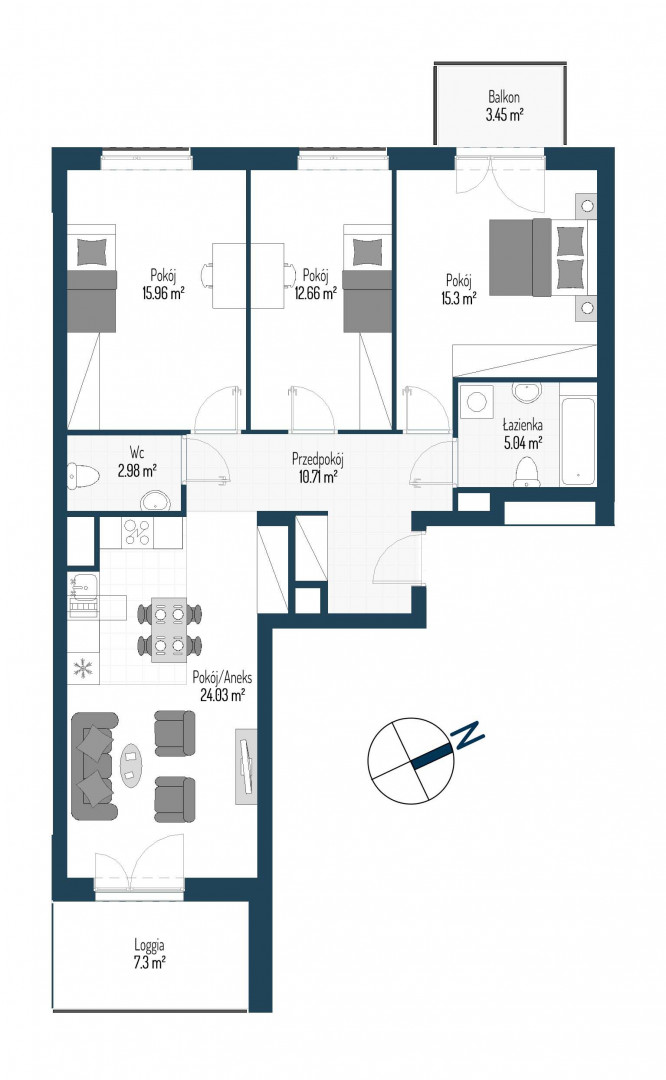 Balkon
3.45 m²
Pokój
15.96 m²
Pokój
12.66 m²
Pokój
15.3 m²
Łazienka
5.04 m²
Wc
2.98 m²
Przedpokój
10.71 m²
Pokój/Aneks
24.03 m²
N
Loggia
7.3 m²